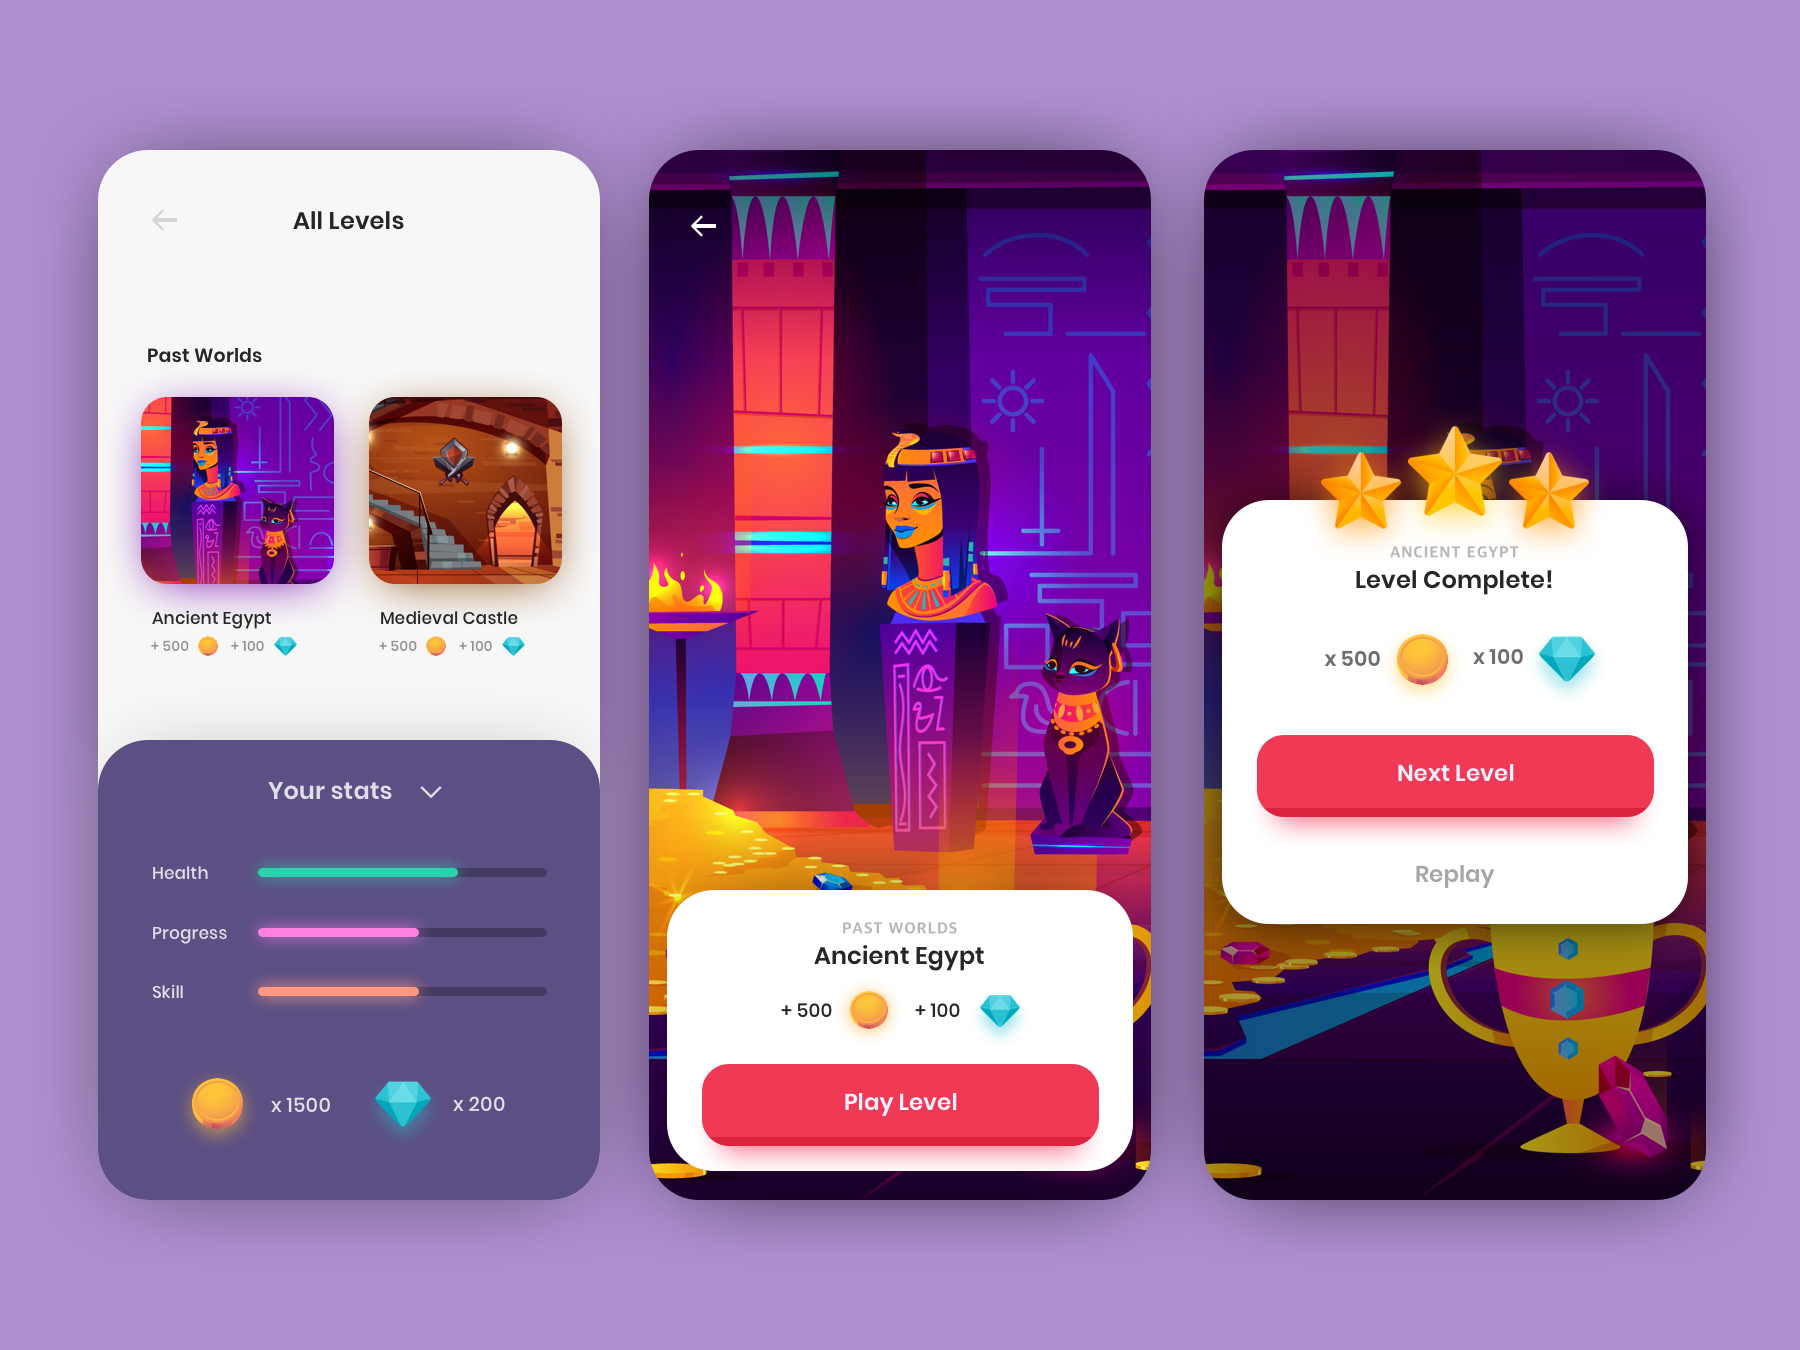 All Levels
Past Worlds
Ancient Egypt
+ 500 + 100
Medieval Castle
+ 500 + 100
Your stats
Health
Progress
Skill
x 1500
x 200
PAST WORLDS
Ancient Egypt
+ 500 + 100
Play Level
ANCIENT EGYPT
Level Complete!
x 500 x 100
Next Level
Replay